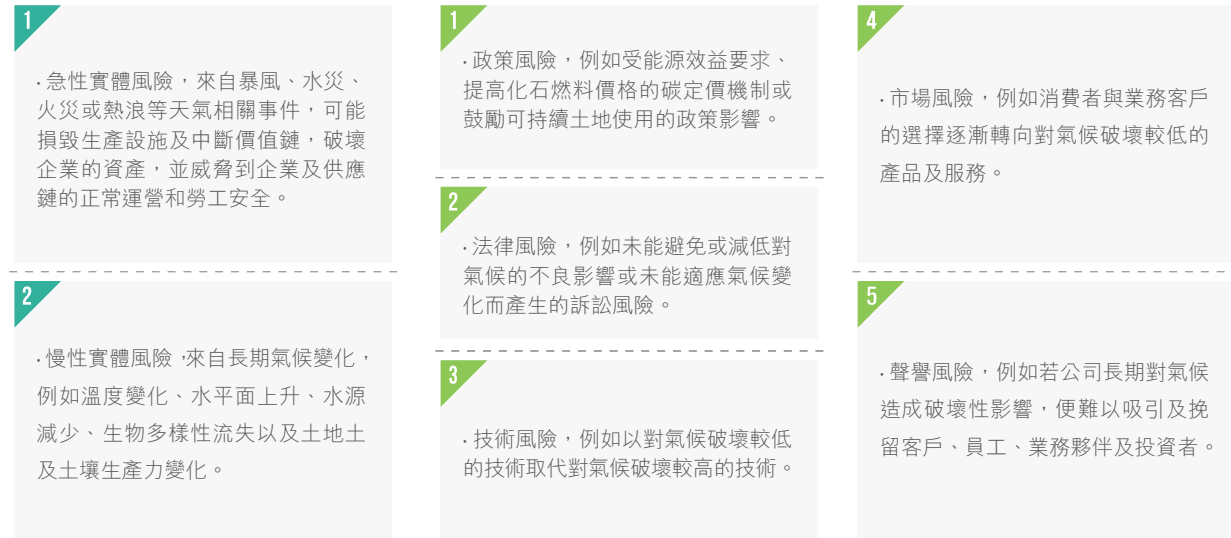 1
·急性實體風險，來自暴風、水災、
火災或熱浪等天氣相關事件，可能
損毀生產設施及中斷價值鏈，破壞
企業的資產，並威脅到企業及供應
鏈的正常運營和勞工安全。
2
·慢性實體風險，來自長期氣候變化，
例如溫度變化、水平面上升、水源
減少、生物多樣性流失以及土地土
及土壤生產力變化。
1
·政策風險，例如受能源效益要求、
提高化石燃料價格的碳定價機制或
鼓勵可持續土地使用的政策影響。
2
·法律風險，例如未能避免或減低對
氣候的不良影響或未能適應氣候變
化而產生的訴訟風險。
3
·技術風險，例如以對氣候破壞較低
的技術取代對氣候破壞較高的技術。
4
·市場風險，例如消費者與業務客戶
的選擇逐漸轉向對氣候破壞較低的
產品及服務。
5
·聲譽風險，例如若公司長期對氣候
造成破壞性影響，便難以吸引及挽
留客戶、員工、業務夥伴及投資者。